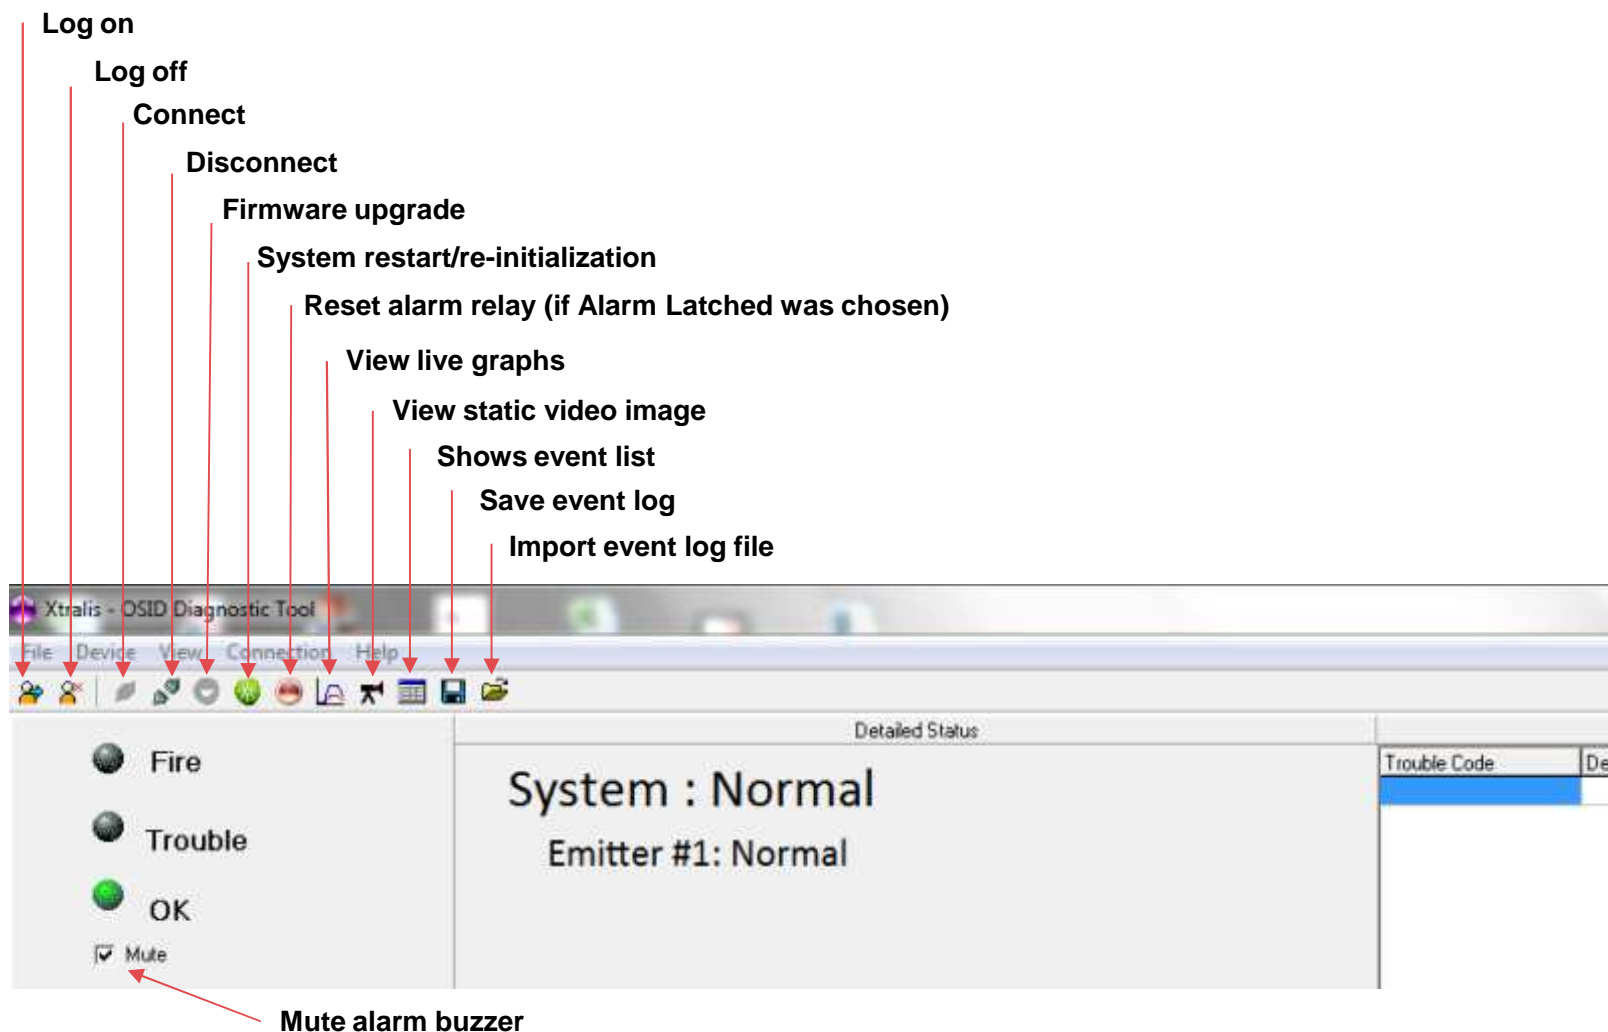 Log on
Log off
Connect
Disconnect
Firmware upgrade
System restart/re-initialization
Reset alarm relay (if Alarm Latched was chosen)
View live graphs
View static video image
Shows event list
Save event log
Import event log file
Xtralis - OSID Diagnostic Tool
File Device View Connection Help
Detailed Status
Fire
System : Normal
Trouble Code De
Trouble
Emitter #1: Normal
OK
Mute
Mute alarm buzzer